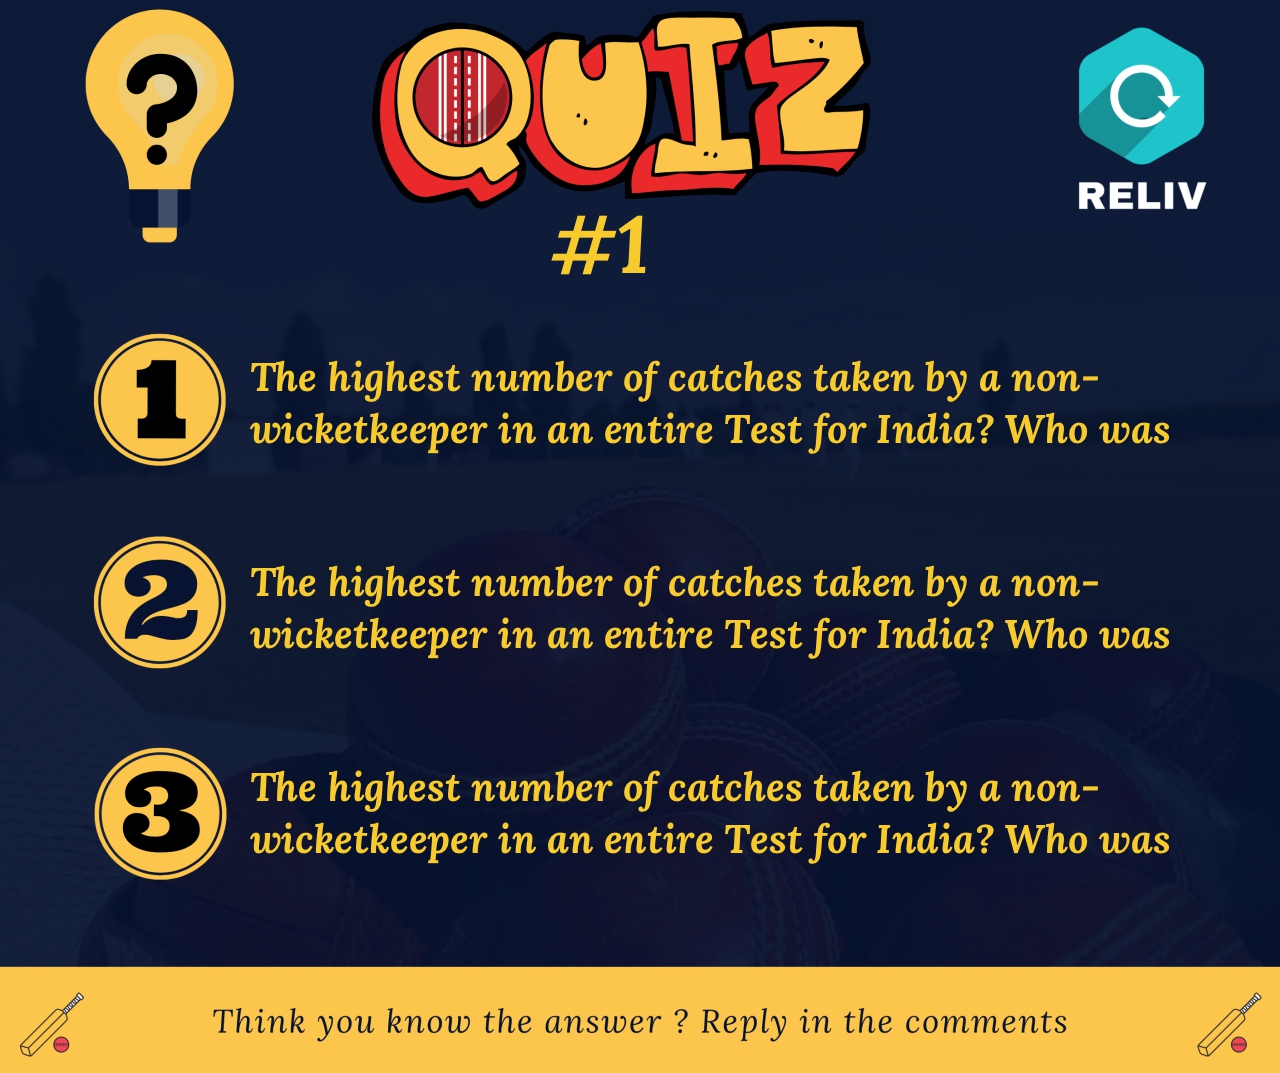 ?
QUIZ
RELIV
#1
1
The highest number of catches taken by a non-
wicketkeeper in an entire Test for India? Who was
2
The highest number of catches taken by a non-
wicketkeeper in an entire Test for India? Who was
3
The highest number of catches taken by a non-
wicketkeeper in an entire Test for India? Who was
Think you know the answer ? Reply in the comments